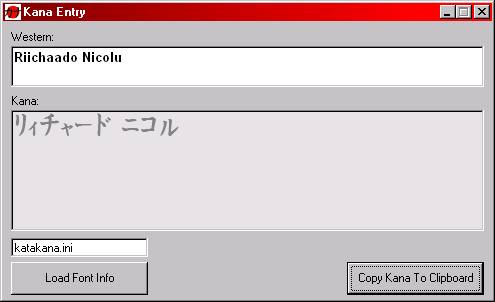 Kana Entry
Western:
Riichaado Nicolu
Kana:
リィチャード ニコル
katakana.ini
Load Font Info
Copy Kana To Clipboard